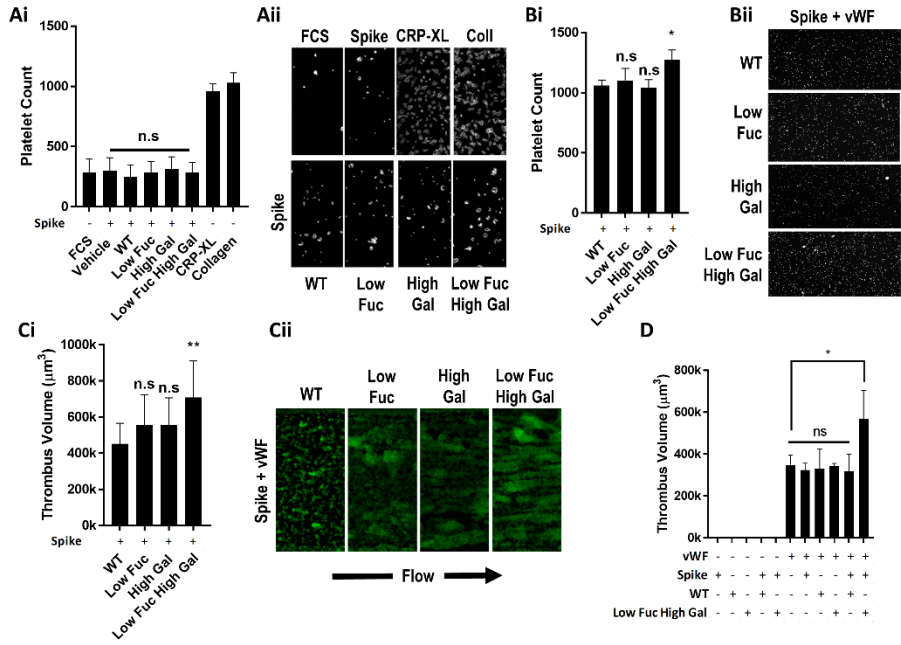 Ai
1500
1000
500
0
Platelet Count
n.s
Spike - + + + + + - -
FCS
Vehicle
WT
Low Fuc
High Gal
Low Fuc High Gal
CRP-XL
Collagen
Aii
FCS Spike CRP-XL Coll
Spike
WT Low Fuc High Gal Low Fuc High Gal
Bi
1500
1000
500
0
Platelet Count
n.s
n.s
*
Spike + + + +
WT
Low Fuc
High Gal
Low Fuc High Gal
Bii
Spike + vWF
WT
Low
Fuc
High
Gal
Low Fuc
High Gal
Ci
1000k
800k
600k
400k
200k
0k
Thrombus Volume (μm³)
n.s n.s
**
Spike + + + +
WT
Low Fuc
High Gal
Low Fuc High Gal
Cii
WT Low Fuc High Gal Low Fuc High Gal
Spike + vWF
Flow
D
800k
600k
400k
200k
0k
Thrombus Volume (μm³)
*
ns
vWF - - - - - + + + + + +
Spike + - - + + - + - - + +
WT - + - + - - - + - + -
Low Fuc High Gal - - + - + - - - + - +